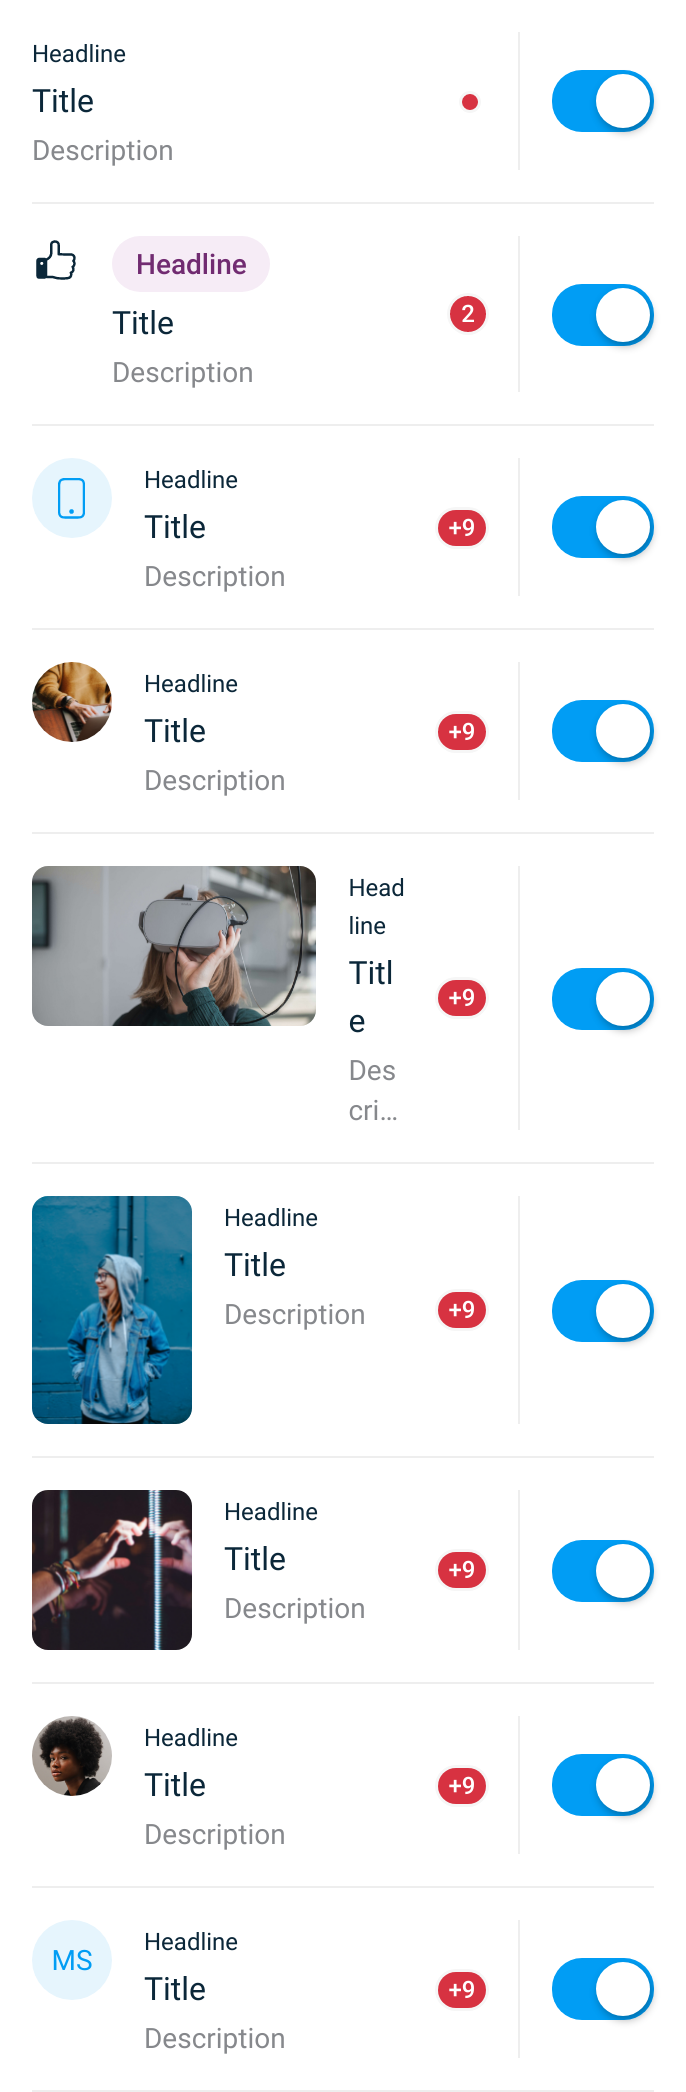 Headline
Title
Description
Headline
Title
2
Description
Headline
Title
+9
Description
Headline
Title
+9
Description
Head
line
Titl
e
+9
Des
cri...
Headline
Title
Description
+9
Headline
Title
+9
Description
Headline
Title
+9
Description
MS
Headline
Title
+9
Description